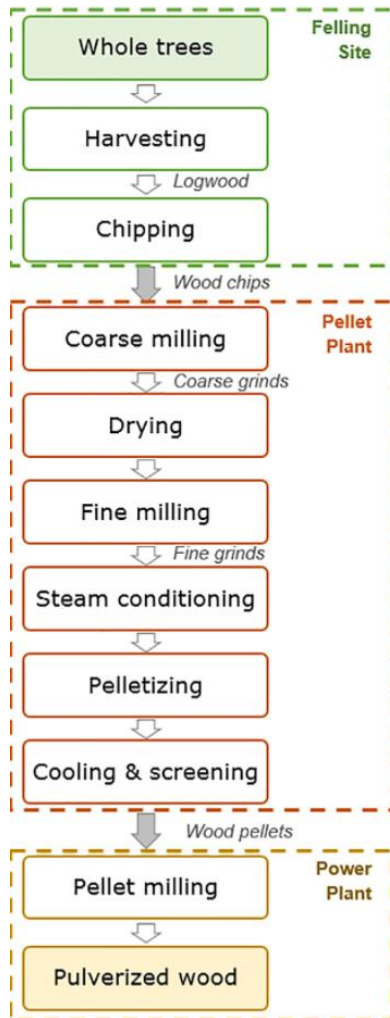 Whole trees
Felling
Site
Harvesting
Logwood
Chipping
Wood chips
Coarse milling
Pellet
Plant
Coarse grinds
Drying
Fine milling
Fine grinds
Steam conditioning
Pelletizing
Cooling & screening
Wood pellets
Pellet milling
Power
Plant
Pulverized wood